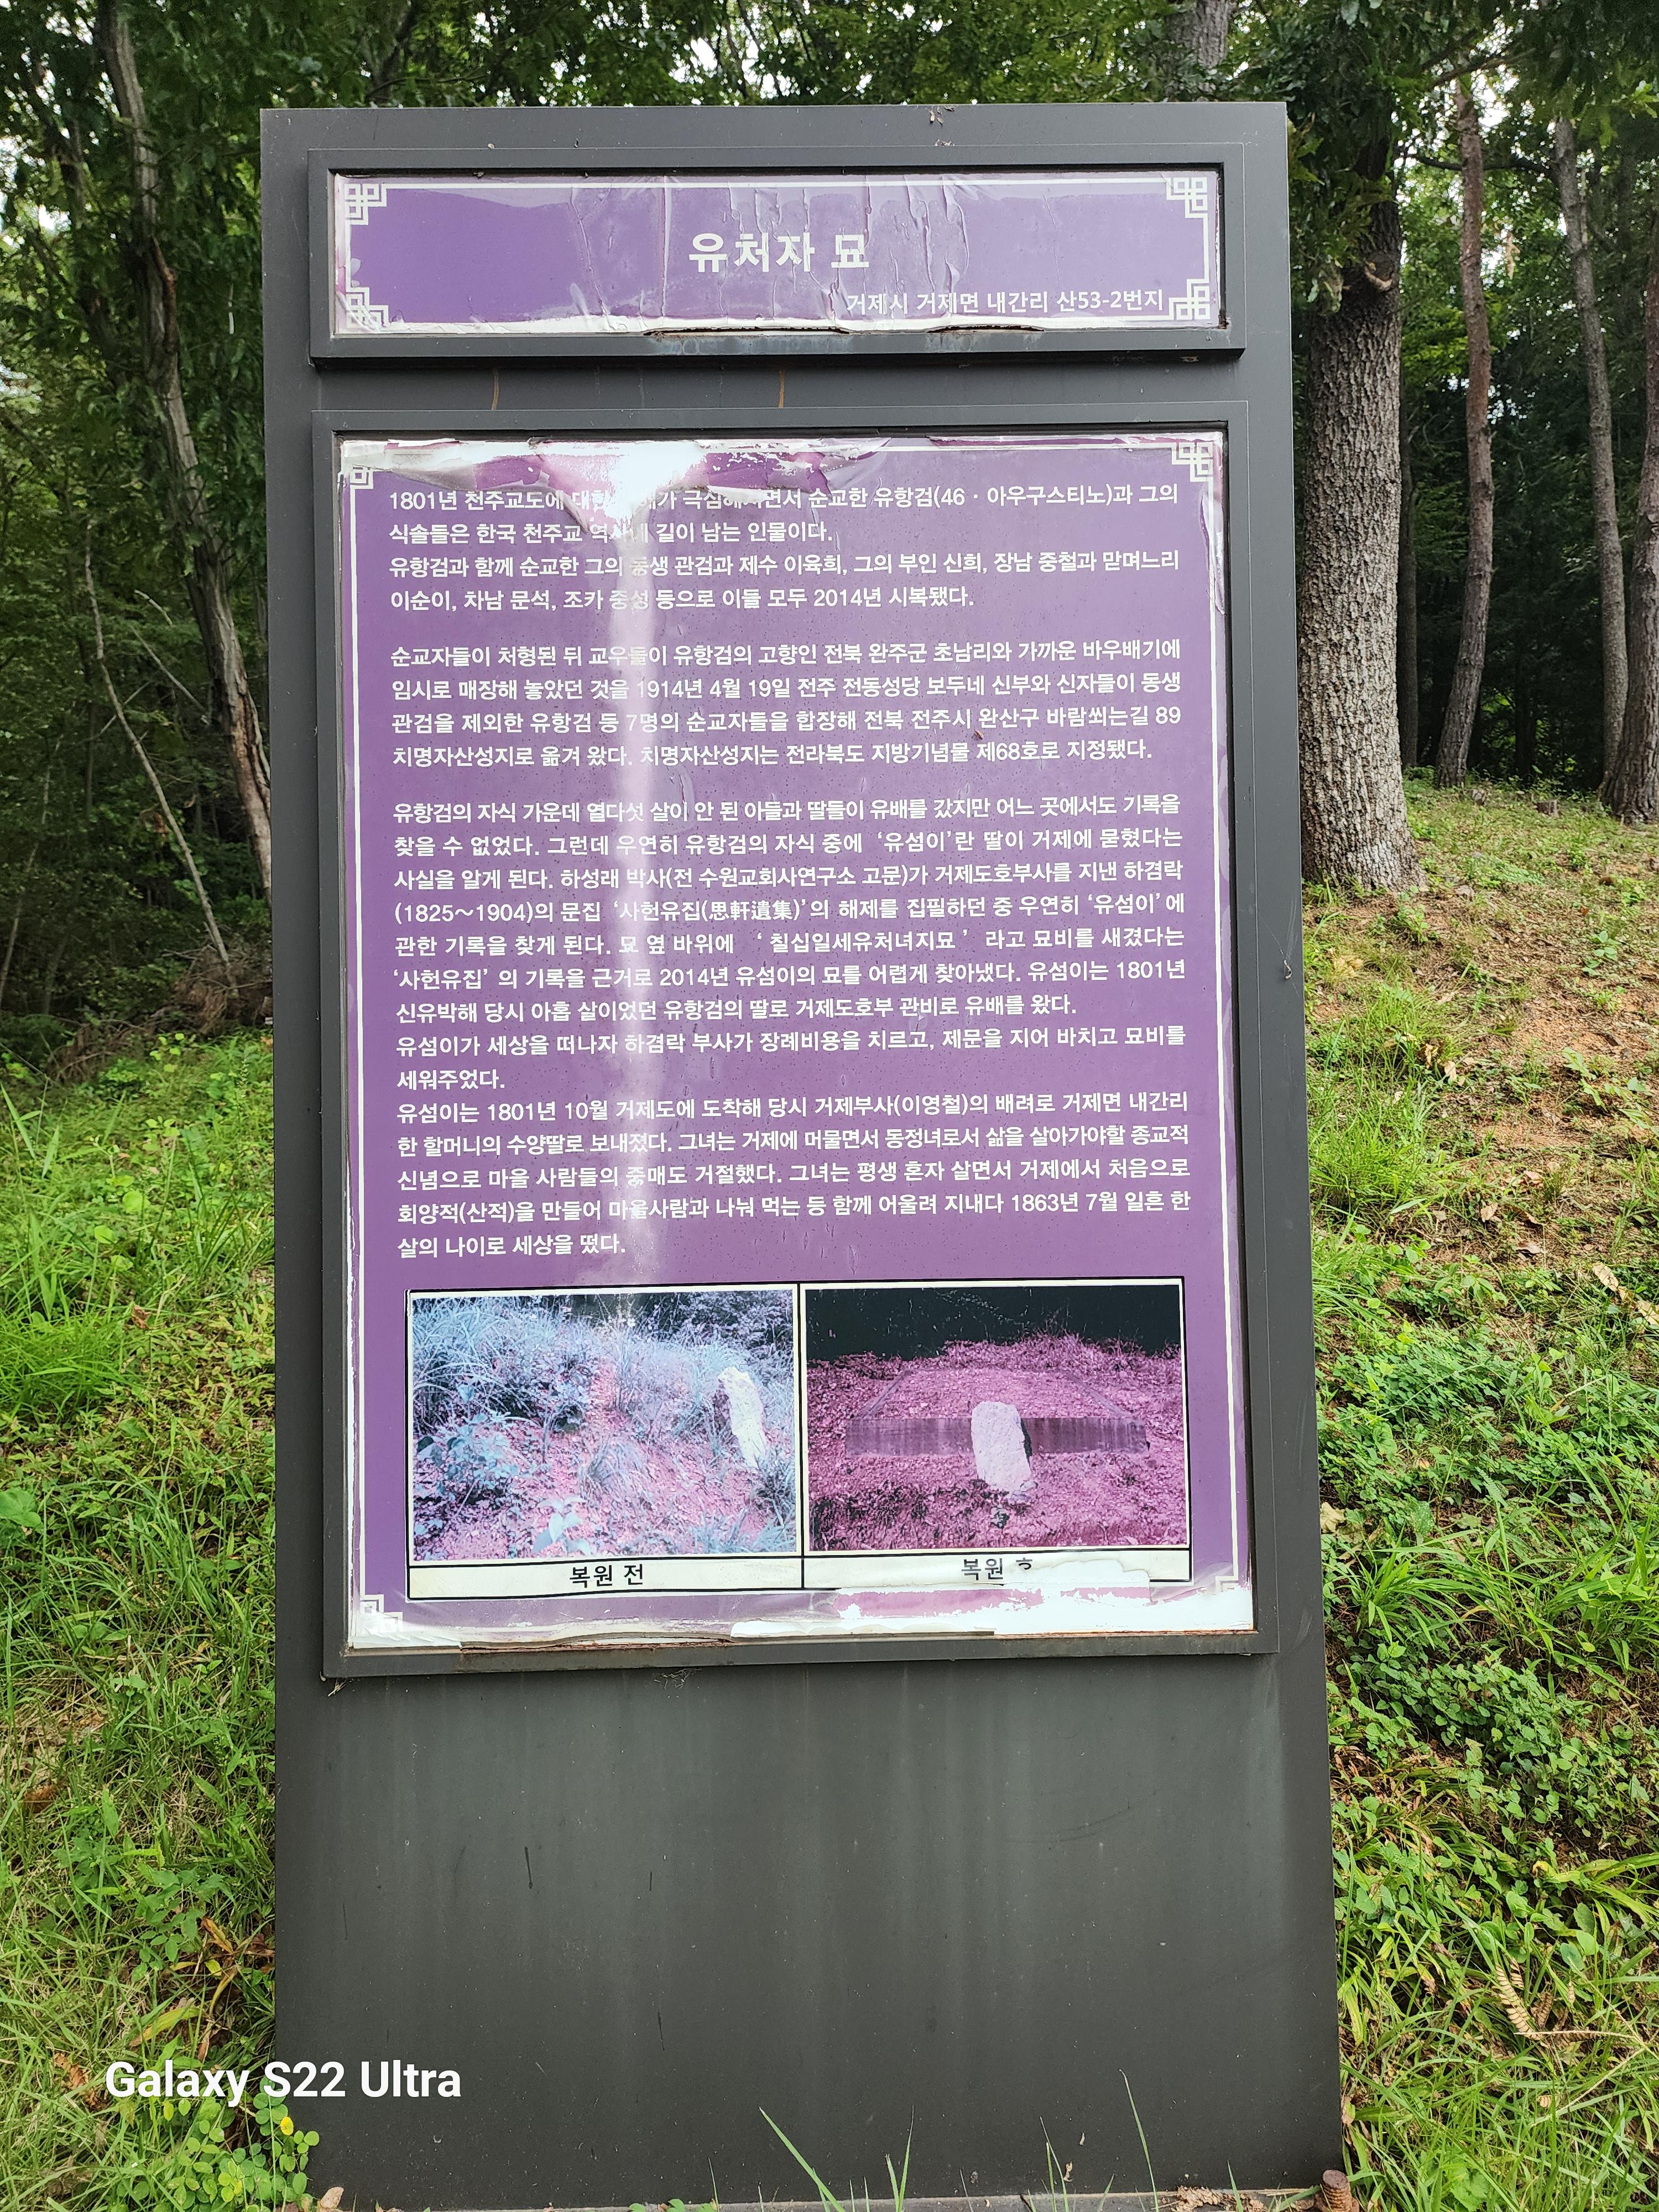 유처자 묘
거제시 거제면 내간리 산53-2번지
1801년 천주교도에 대한 극심해지면서 순교한 유항검(46 · 아우구스티노)과 그의
식솔들은 한국 천주교 역사에 길이 남는 인물이다.
유항검과 함께 순교한 그의 동생 관검과 제수 이육희, 그의 부인 신희, 장남 중철과 맏며느리
이순이, 차남 문석, 조카 중성 등으로 이들 모두 2014년 시복됐다.
순교자들이 처형된 뒤 교우들이 유항검의 고향인 전북 완주군 초남리와 가까운 바우배기에
임시로 매장해 놓았던 것을 1914년 4월 19일 전주 전동성당 보두네 신부와 신자들이 동생
관검을 제외한 유항검 등 7명의 순교자들을 합장해 전북 전주시 완산구 바람쐬는길 89
치명자산성지로 옮겨 왔다. 치명자산성지는 전라북도 지방기념물 제68호로 지정됐다.
유항검의 자식 가운데 열다섯 살이 안 된 아들과 딸들이 유배를 갔지만 어느 곳에서도 기록을
찾을 수 없었다. 그런데 우연히 유항검의 자식 중에 ‘유섬이’란 딸이 거제에 묻혔다는
사실을 알게 된다. 하성래 박사(전 수원교회사연구소 고문)가 거제도호부사를 지낸 하겸락
(1825～1904)의 문집 ‘사헌유집(思軒遺集)’의 해제를 집필하던 중 우연히 ‘유섬이’에
관한 기록을 찾게 된다. 묘 옆 바위에 ‘칠십일세유처녀지묘’ 라고 묘비를 새겼다는
‘사헌유집’ 의 기록을 근거로 2014년 유섬이의 묘를 어렵게 찾아냈다. 유섬이는 1801년
신유박해 당시 아홉 살이었던 유항검의 딸로 거제도호부 관비로 유배를 왔다.
유섬이가 세상을 떠나자 하겸락 부사가 장례비용을 치르고, 제문을 지어 바치고 묘비를
세워주었다.
유섬이는 1801년 10월 거제도에 도착해 당시 거제부사(이영철)의 배려로 거제면 내간리
한 할머니의 수양딸로 보내졌다. 그녀는 거제에 머물면서 동정녀로서 삶을 살아가야할 종교적
신념으로 마을 사람들의 중매도 거절했다. 그녀는 평생 혼자 살면서 거제에서 처음으로
회양적(산적)을 만들어 마을사람과 나눠 먹는 등 함께 어울려 지내다 1863년 7월 일흔 한
살의 나이로 세상을 떴다.
복원 전
복원
Galaxy S22 Ultra